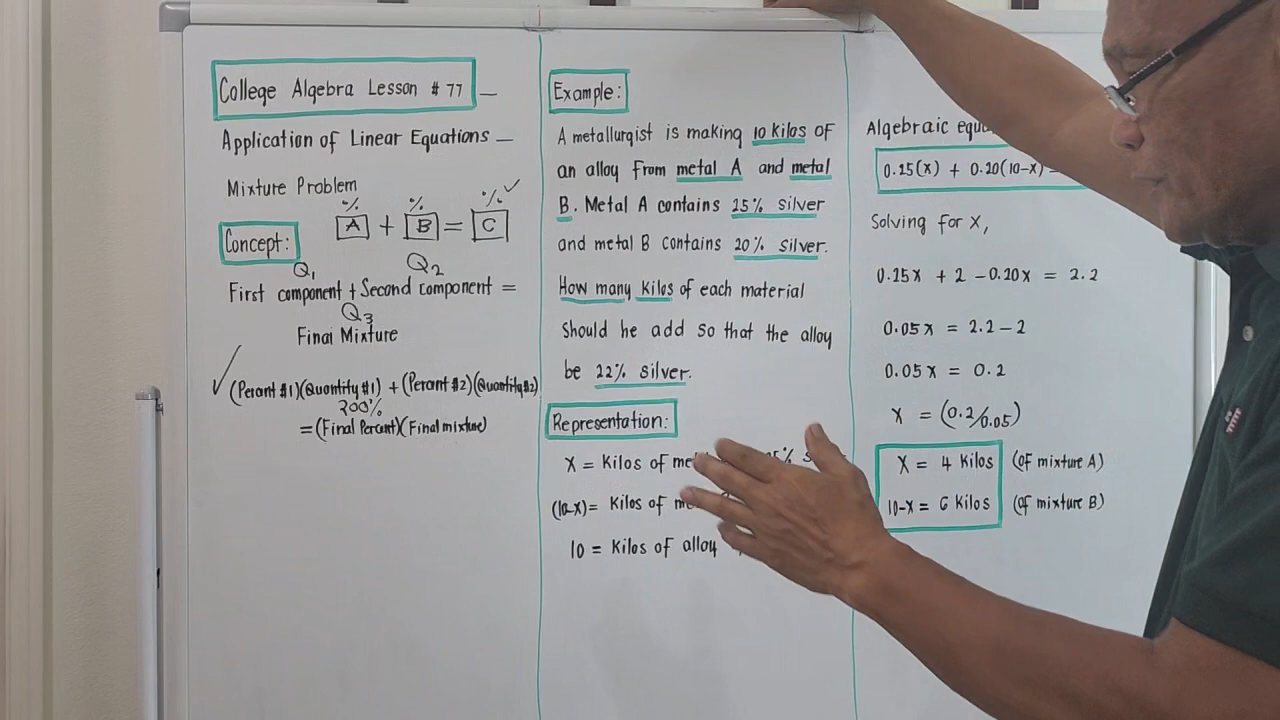 College Algebra Lesson # 77
Application of Linear Equations
Mixture Problem
% % %
A + B = C
Concept:
Q1 Q2
First component + Second component =
Q3
Final Mixture
(Percent #1)(Quantity #1) + (Percent #2)(Quantity #2)
= (Final Percent)(Final mixture)
Example:
A metallurgist is making 10 kilos of
an alloy from metal A and metal
B. Metal A contains 25% silver
and metal B contains 20% silver.
How many kilos of each material
should he add so that the alloy
be 22% silver.
Representation:
X = Kilos of
(10-X) = Kilos of
10 = Kilos of alloy
Algebraic
0.25(x) + 0.20(10-x)
Solving for X,
0.25x + 2 - 0.20x = 2.2
0.05x = 2.2 - 2
0.05x = 0.2
X = (0.2/0.05)
X = 4 Kilos (of mixture A)
10-X = 6 Kilos (of mixture B)